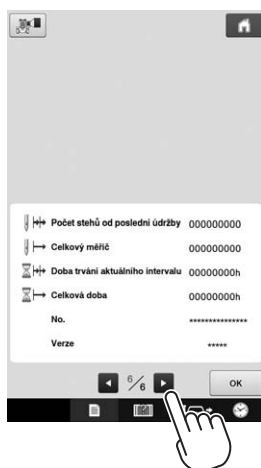 Počet stehů od poslední údržby 000000000
Celkový měřič 000000000
Doba trvání aktuálního intervalu 00000000h
Celková doba 00000000h
No. ***************
Verze *****
6/6
OK